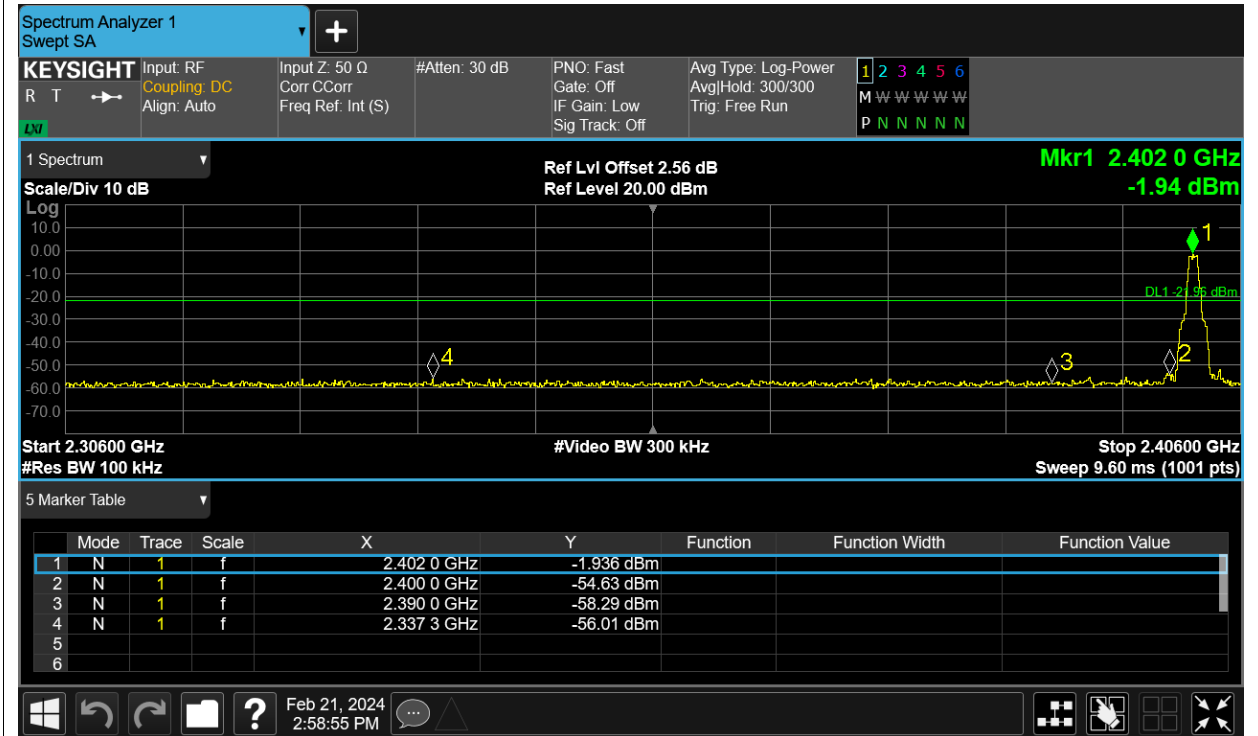 Spectrum Analyzer 1
Swept SA
+
KEYSIGHT
R T
LXI
Input: RF
Coupling: DC
Align: Auto
Input Z: 50 Ω
Corr CCorr
Freq Ref: Int (S)
#Atten: 30 dB
PNO: Fast
Gate: Off
IF Gain: Low
Sig Track: Off
Avg Type: Log-Power
Avg|Hold: 300/300
Trig: Free Run
1 2 3 4 5 6
M W W W W W
P N N N N N
1 Spectrum
Scale/Div 10 dB
Log
Ref Lvl Offset 2.56 dB
Ref Level 20.00 dBm
Mkr1 2.402 0 GHz
-1.94 dBm
10.0
0.00
-10.0
-20.0
-30.0
-40.0
-50.0
-60.0
-70.0
1
DL1 -21.95 dBm
4
3
2
Start 2.30600 GHz
#Res BW 100 kHz
#Video BW 300 kHz
Stop 2.40600 GHz
Sweep 9.60 ms (1001 pts)
5 Marker Table
Mode Trace Scale X Y Function Function Width Function Value
1 N 1 f 2.402 0 GHz -1.936 dBm
2 N 1 f 2.400 0 GHz -54.63 dBm
3 N 1 f 2.390 0 GHz -58.29 dBm
4 N 1 f 2.337 3 GHz -56.01 dBm
5
6
?
Feb 21, 2024
2:58:55 PM